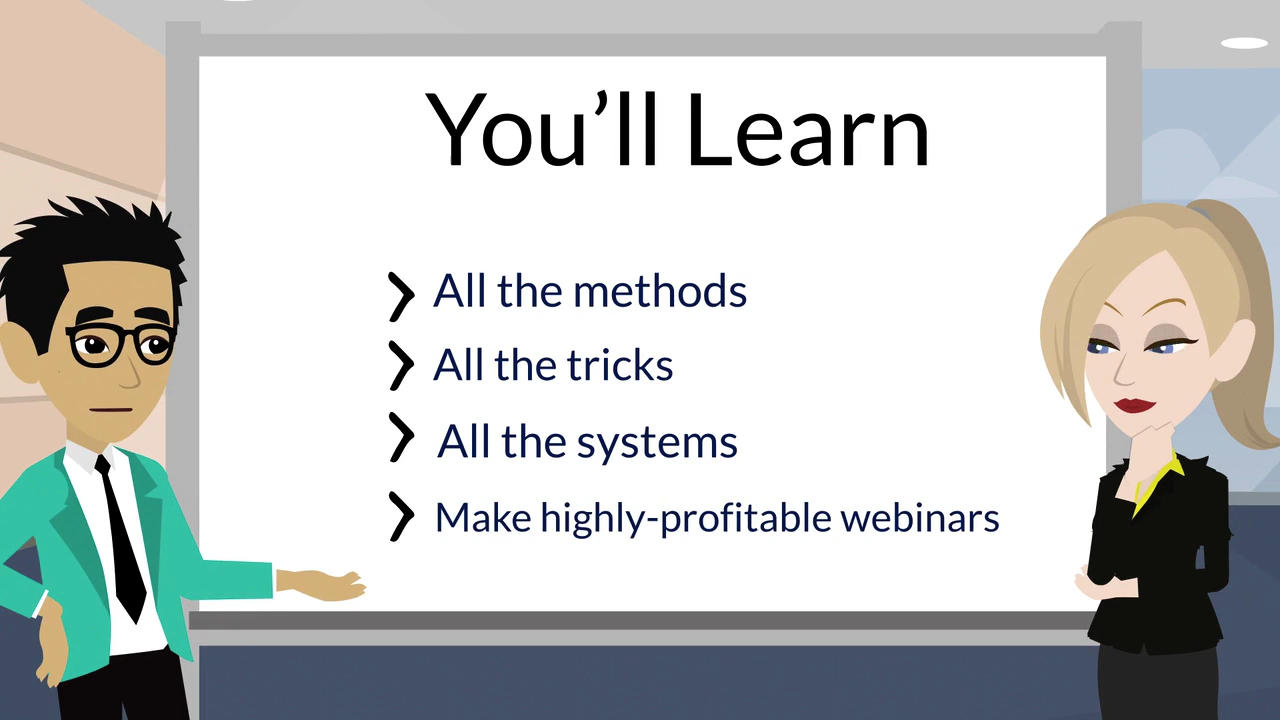 You’ll Learn
All the methods
All the tricks
All the systems
Make highly-profitable webinars